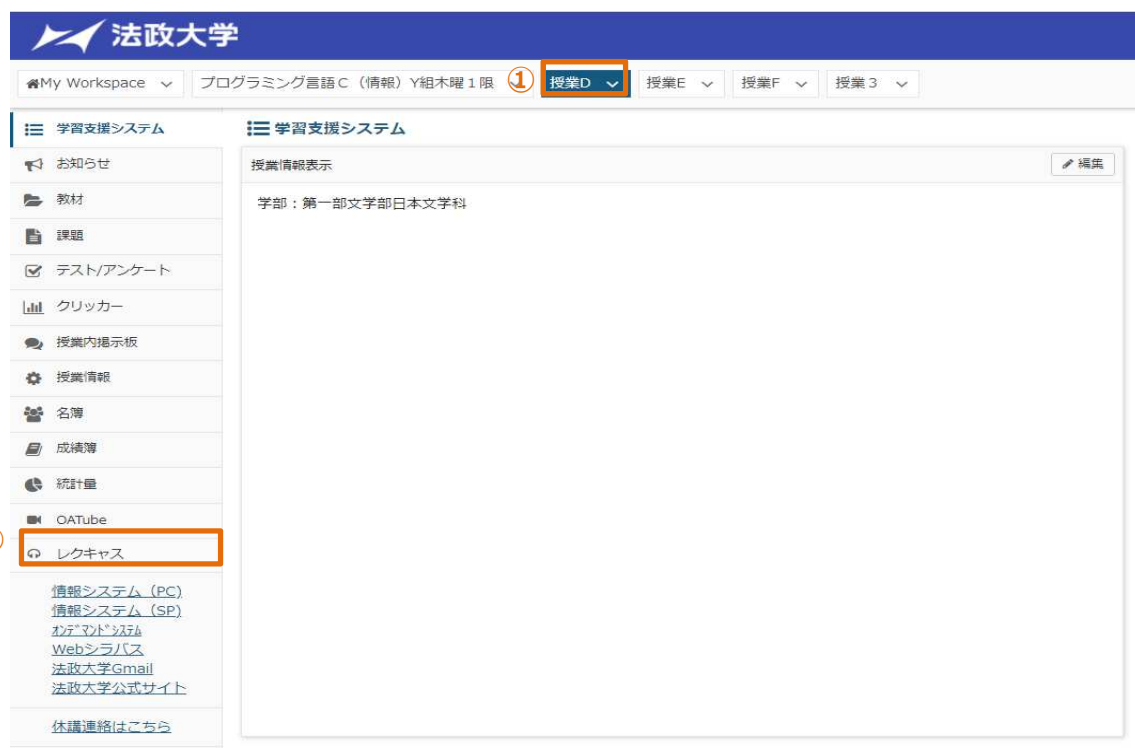 法政大学
My Workspace プログラミング言語C（情報）Y組木曜1限 ① 授業D 授業E 授業F 授業3
学習支援システム
お知らせ
教材
課題
テスト/アンケート
クリッカー
授業内掲示板
授業情報
名簿
成績簿
統計量
OATube
レクキャス
情報システム（PC）
情報システム（SP）
ｵﾝﾃﾞﾏﾝﾄﾞｼｽﾃﾑ
Webシラバス
法政大学Gmail
法政大学公式サイト
休講連絡はこちら
学習支援システム
授業情報表示 編集
学部：第一部文学部日本文学科